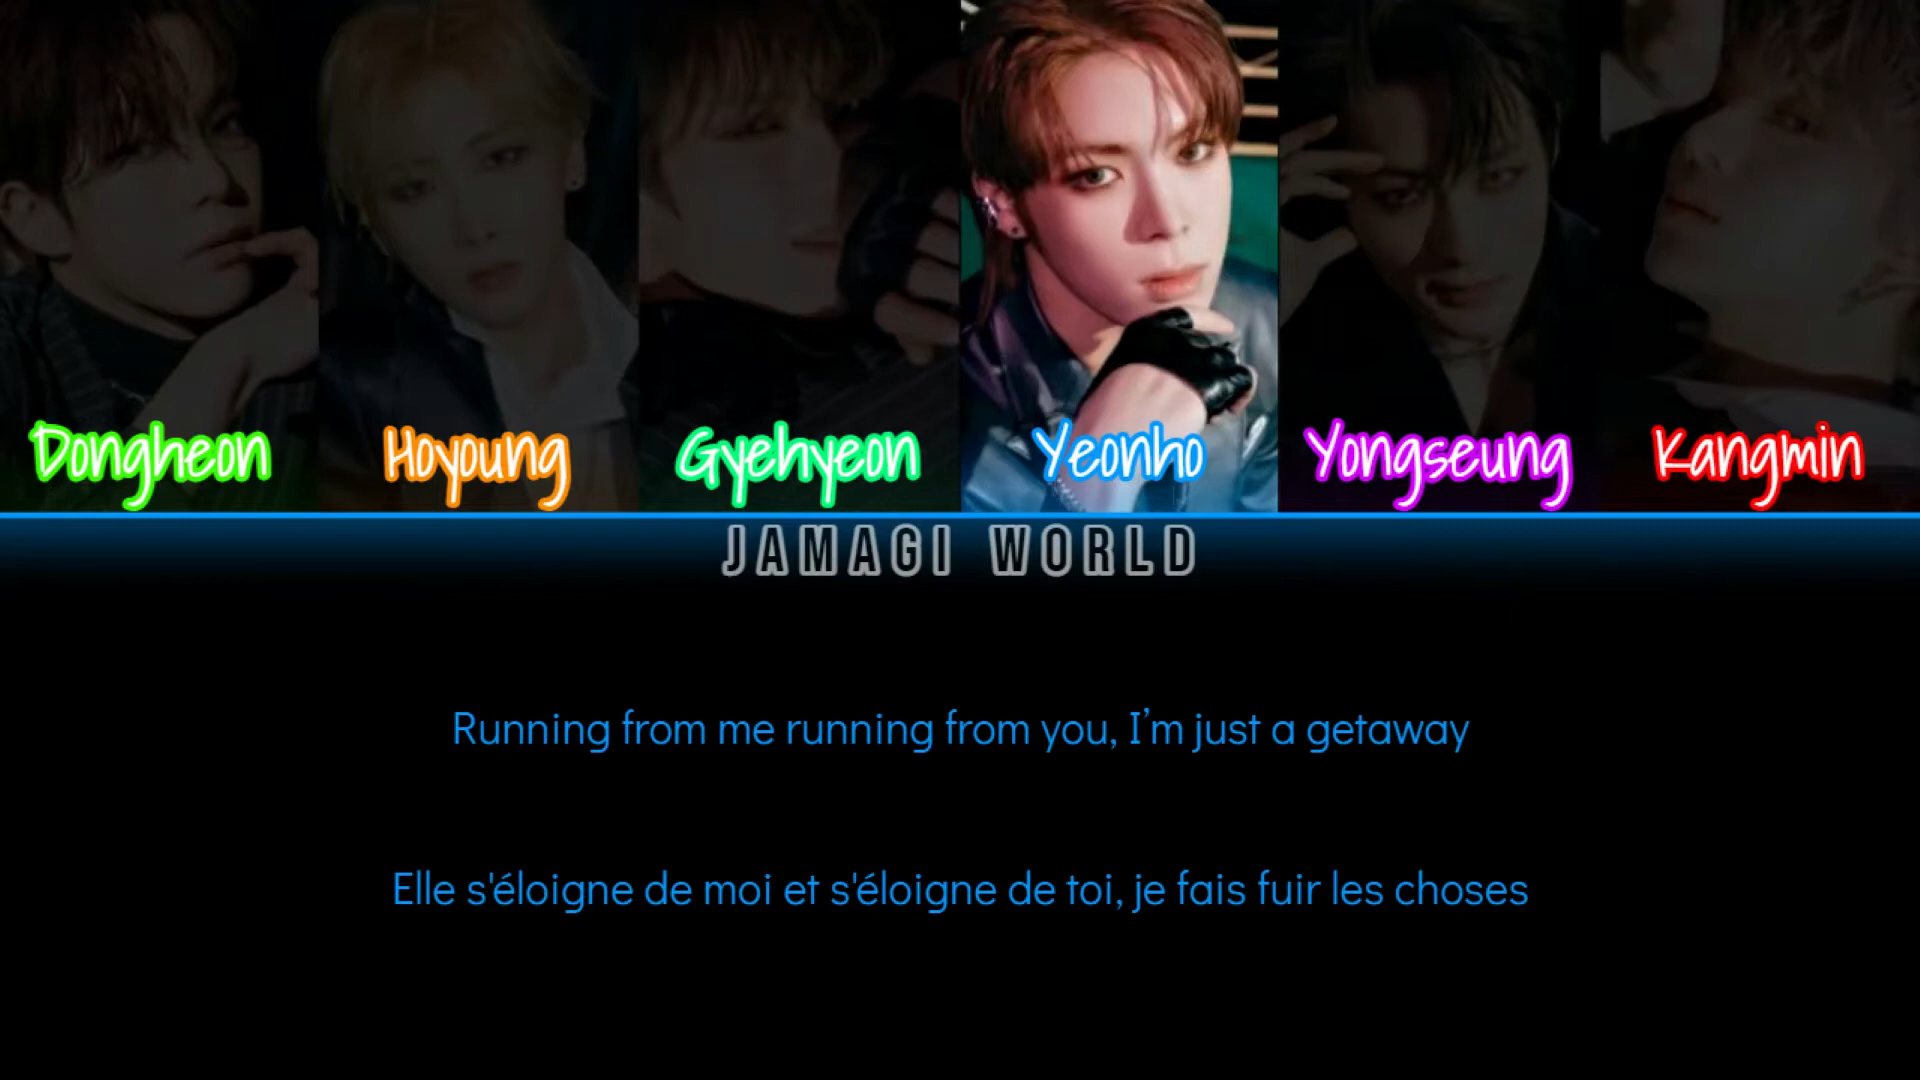 Dongheon Hoyoung Gyehyeon Yeonho Yongseung Kangmin
JAMAGI WORLD
Running from me running from you, I'm just a getaway
Elle s'éloigne de moi et s'éloigne de toi, je fais fuir les choses